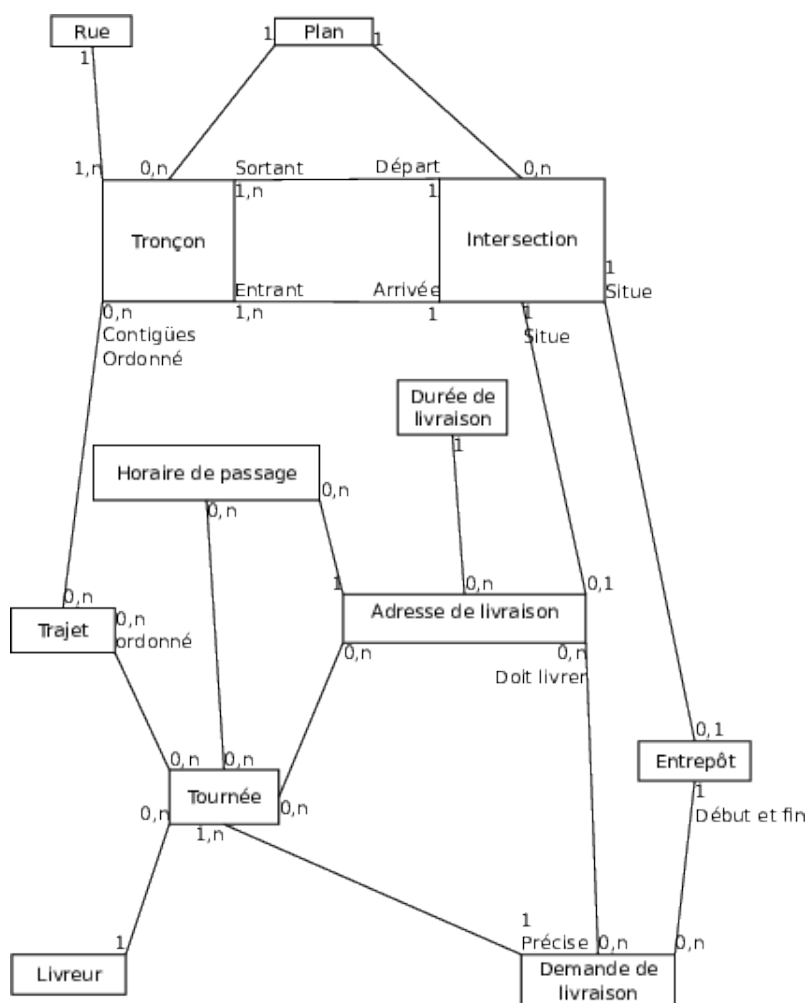 Rue
Plan
1
1
1
1,n
0,n
Sortant
Départ
0,n
1,n
1
Tronçon
Intersection
1
Situe
Entrant
Arrivée
0,n
1,n
1
1
Contigües
Situe
Ordonné
Durée de
livraison
1
Horaire de passage
0,n
0,n
0,n
1
0,n
0,1
Trajet
0,n
ordonné
Adresse de livraison
0,n
0,n
Doit livrer
0,1
0,n
0,n
Entrepôt
Tournée
1
0,n
0,n
1,n
Début et fin
1
1
Précise
0,n
0,n
Livreur
Demande de
livraison